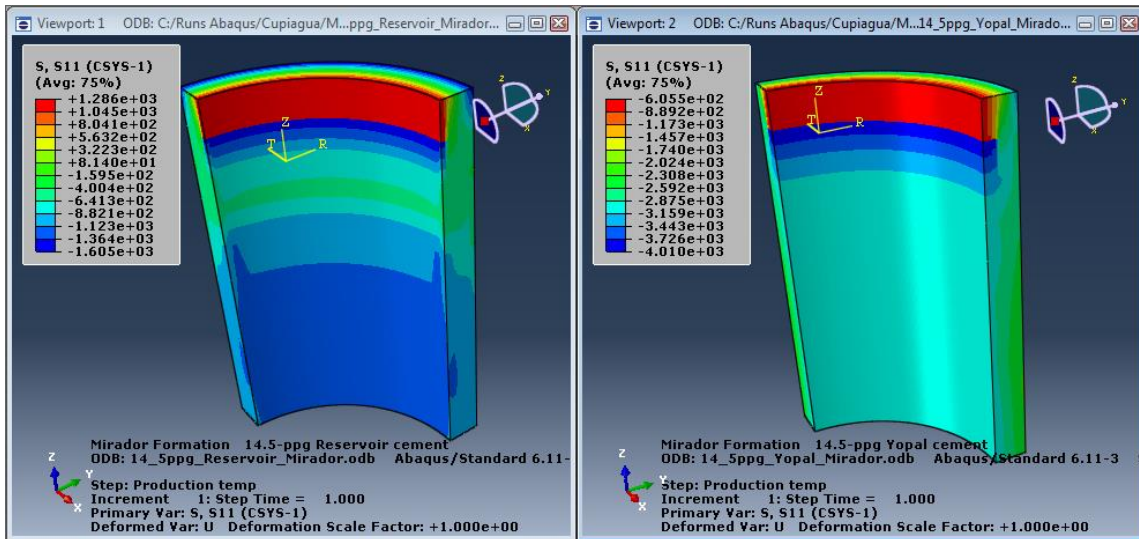 Viewport: 1 ODB: C:/Runs Abaqus/Cupiagua/M...ppg_Reservoir_Mirador...
S, S11 (CSYS-1)
(Avg: 75%)
+1.286e+03
+1.045e+03
+8.041e+02
+5.632e+02
+3.223e+02
+8.140e+01
-1.595e+02
-4.004e+02
-6.413e+02
-8.821e+02
-1.123e+03
-1.364e+03
-1.605e+03
Z
Y
X
Z
T
R
Mirador Formation 14.5-ppg Reservoir cement
ODB: 14_5ppg_Reservoir_Mirador.odb Abaqus/Standard 6.11-
Z
Y
X
Step: Production temp
Increment 1: Step Time = 1.000
Primary Var: S, S11 (CSYS-1)
Deformed Var: U Deformation Scale Factor: +1.000e+00
Viewport: 2 ODB: C:/Runs Abaqus/Cupiagua/M...14_5ppg_Yopal_Mirado...
S, S11 (CSYS-1)
(Avg: 75%)
-6.055e+02
-8.892e+02
-1.173e+03
-1.457e+03
-1.740e+03
-2.024e+03
-2.308e+03
-2.592e+03
-2.875e+03
-3.159e+03
-3.443e+03
-3.726e+03
-4.010e+03
Z
Y
X
Z
T
R
Mirador Formation 14.5-ppg Yopal cement
ODB: 14_5ppg_Yopal_Mirador.odb Abaqus/Standard 6.11-3
Z
Y
X
Step: Production temp
Increment 1: Step Time = 1.000
Primary Var: S, S11 (CSYS-1)
Deformed Var: U Deformation Scale Factor: +1.000e+00